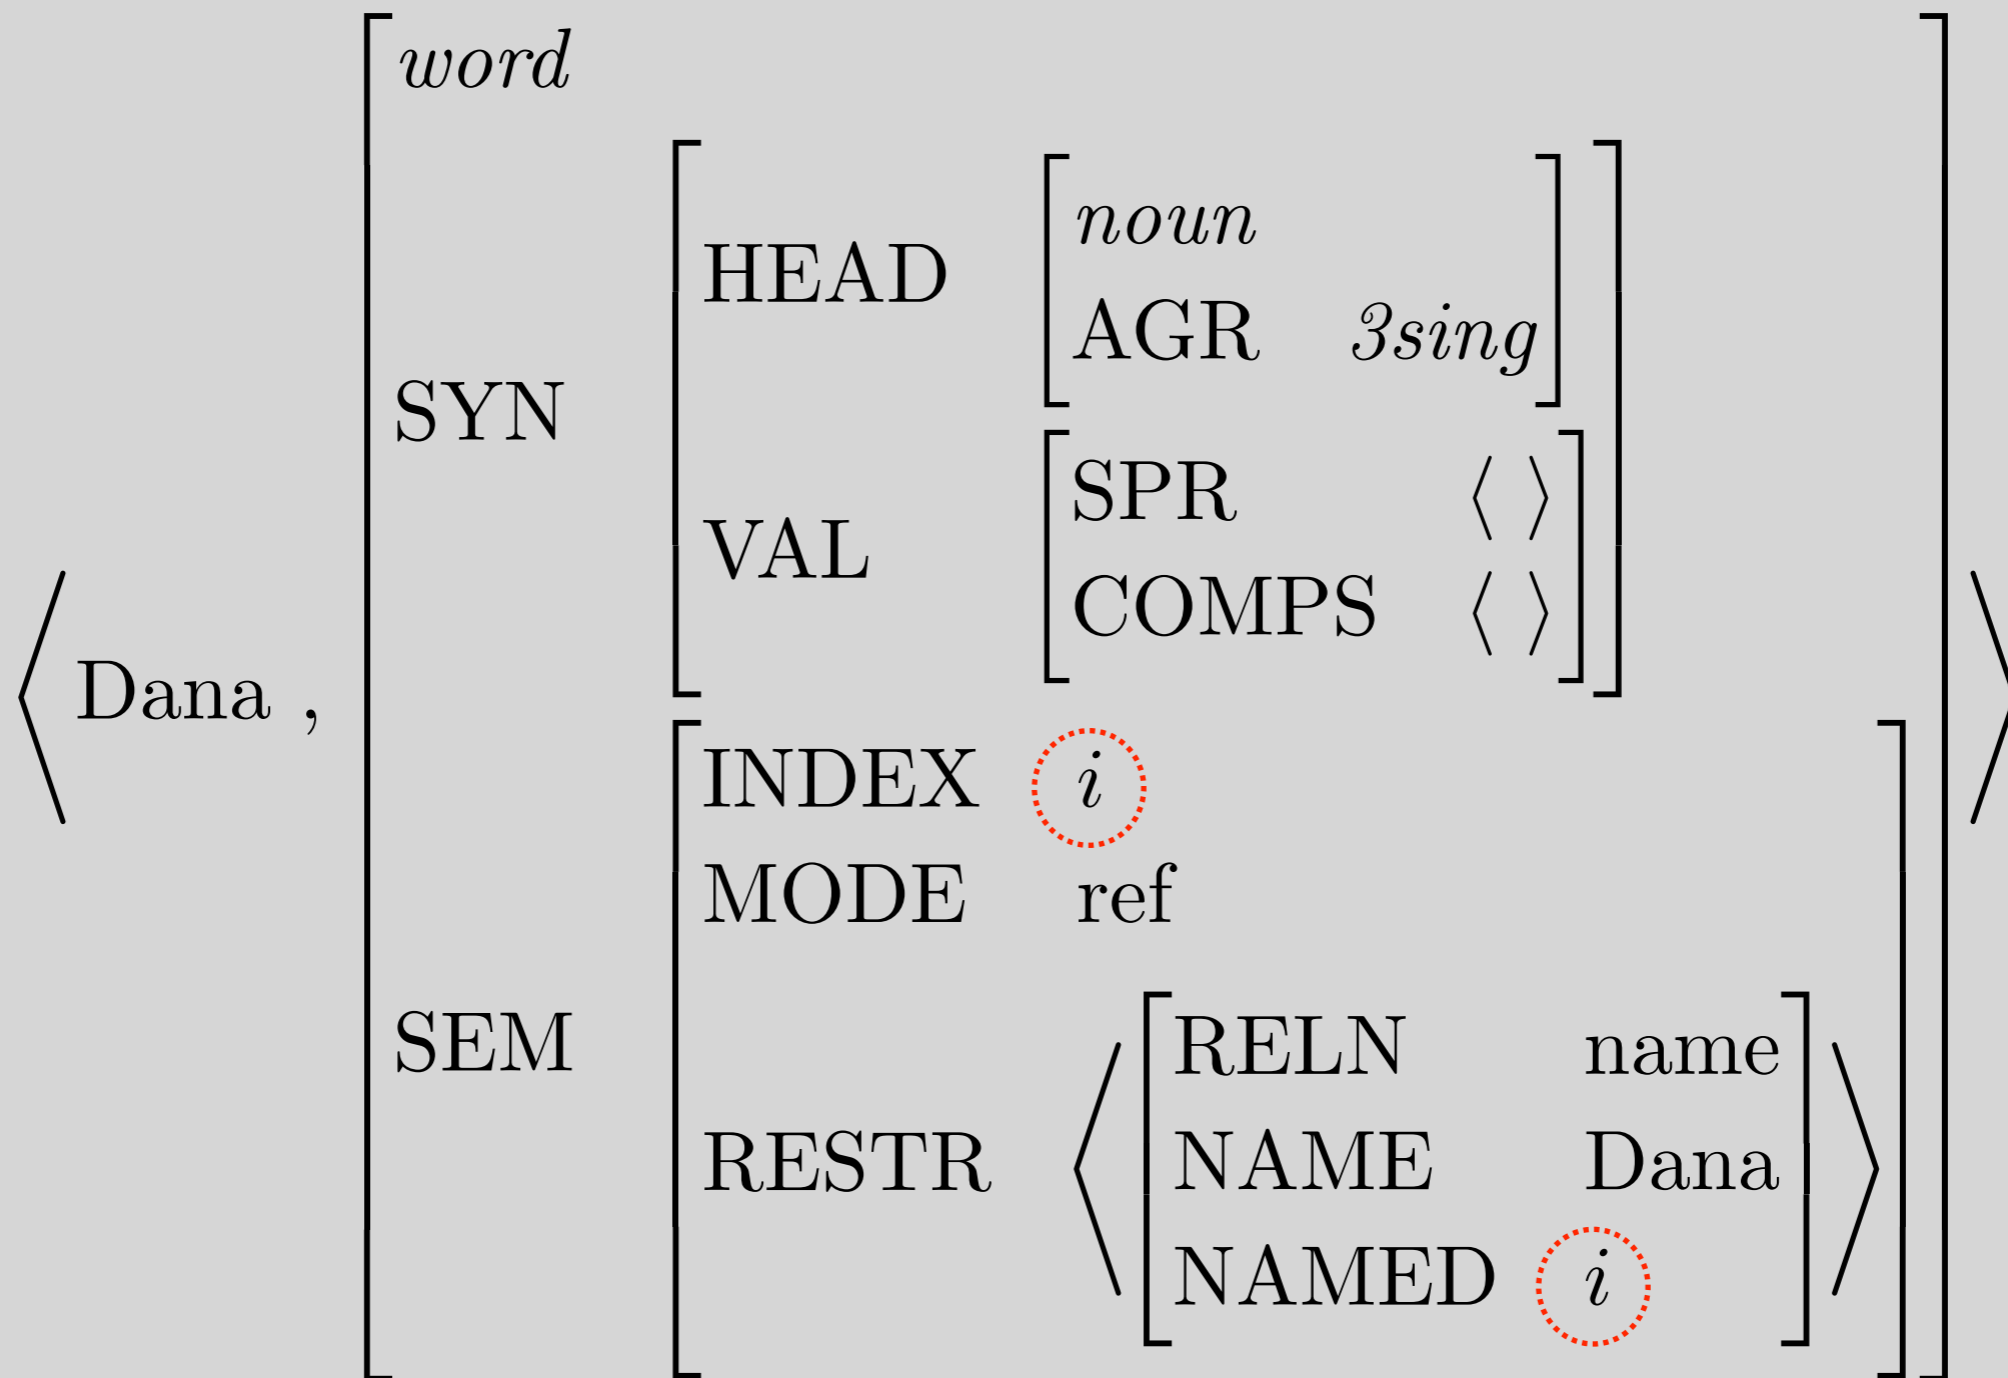 word
noun
HEAD
AGR 3sing
SYN
SPR ⟨ ⟩
VAL
COMPS ⟨ ⟩
⟨ Dana , ⟩
INDEX i
MODE ref
SEM
RELN name
RESTR ⟨ NAME Dana ⟩
NAMED i